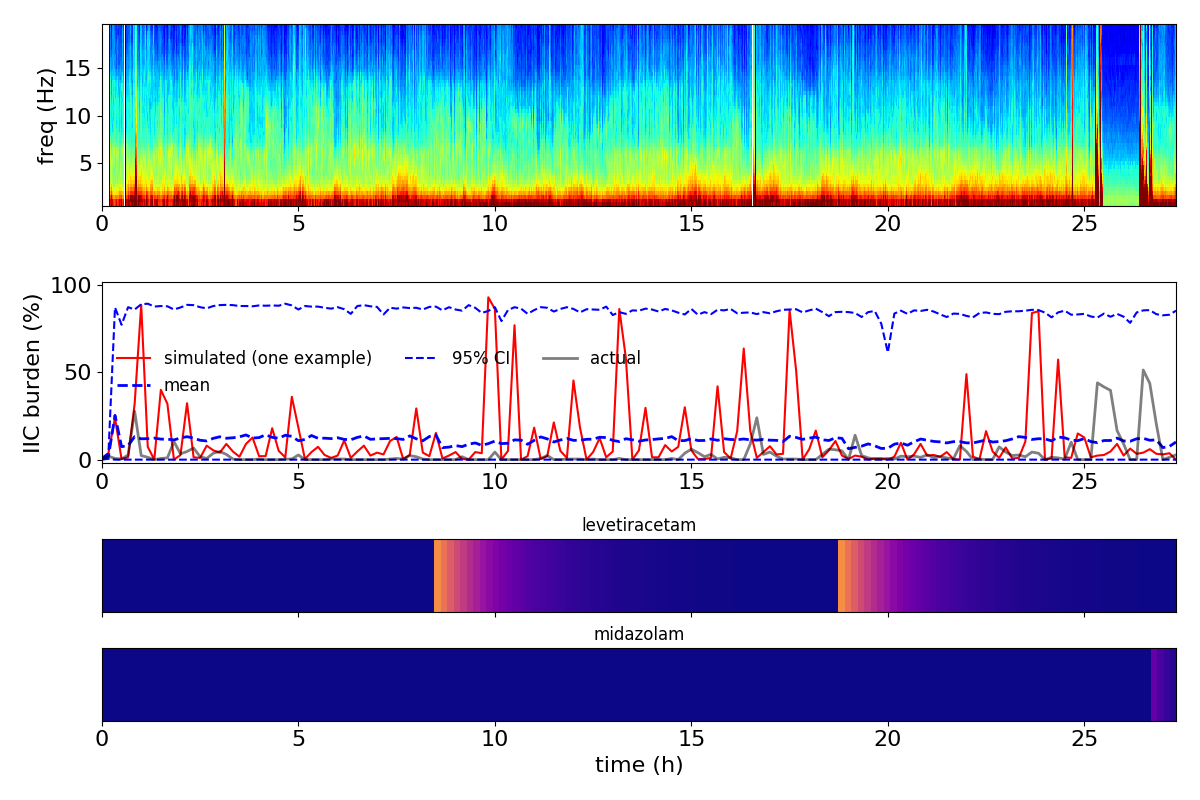 freq (Hz)
15
10
5
0 5 10 15 20 25
IIC burden (%)
100
50
0
simulated (one example) 95% CI actual
mean
0 5 10 15 20 25
levetiracetam
midazolam
0 5 10 15 20 25
time (h)